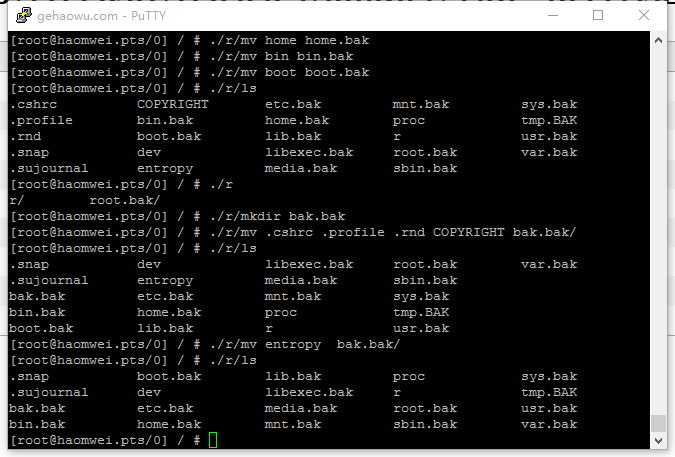 gehaowu.com - PuTTY
[root@haomwei.pts/0] / # ./r/mv home home.bak
[root@haomwei.pts/0] / # ./r/mv bin bin.bak
[root@haomwei.pts/0] / # ./r/mv boot boot.bak
[root@haomwei.pts/0] / # ./r/ls
.cshrc          COPYRIGHT       etc.bak         mnt.bak         sys.bak
.profile        bin.bak         home.bak        proc            tmp.BAK
.rnd            boot.bak        lib.bak         r               usr.bak
.snap           dev             libexec.bak     root.bak        var.bak
.sujournal      entropy         media.bak       sbin.bak
[root@haomwei.pts/0] / # ./r
r/        root.bak/
[root@haomwei.pts/0] / # ./r/mkdir bak.bak
[root@haomwei.pts/0] / # ./r/mv .cshrc .profile .rnd COPYRIGHT bak.bak/
[root@haomwei.pts/0] / # ./r/ls
.snap           dev             libexec.bak     root.bak        var.bak
.sujournal      entropy         media.bak       sbin.bak
bak.bak         etc.bak         mnt.bak         sys.bak
bin.bak         home.bak        proc            tmp.BAK
boot.bak        lib.bak         r               usr.bak
[root@haomwei.pts/0] / # ./r/mv entropy  bak.bak/
[root@haomwei.pts/0] / # ./r/ls
.snap           boot.bak        lib.bak         proc            sys.bak
.sujournal      dev             libexec.bak     r               tmp.BAK
bak.bak         etc.bak         media.bak       root.bak        usr.bak
bin.bak         home.bak        mnt.bak         sbin.bak        var.bak
[root@haomwei.pts/0] / #